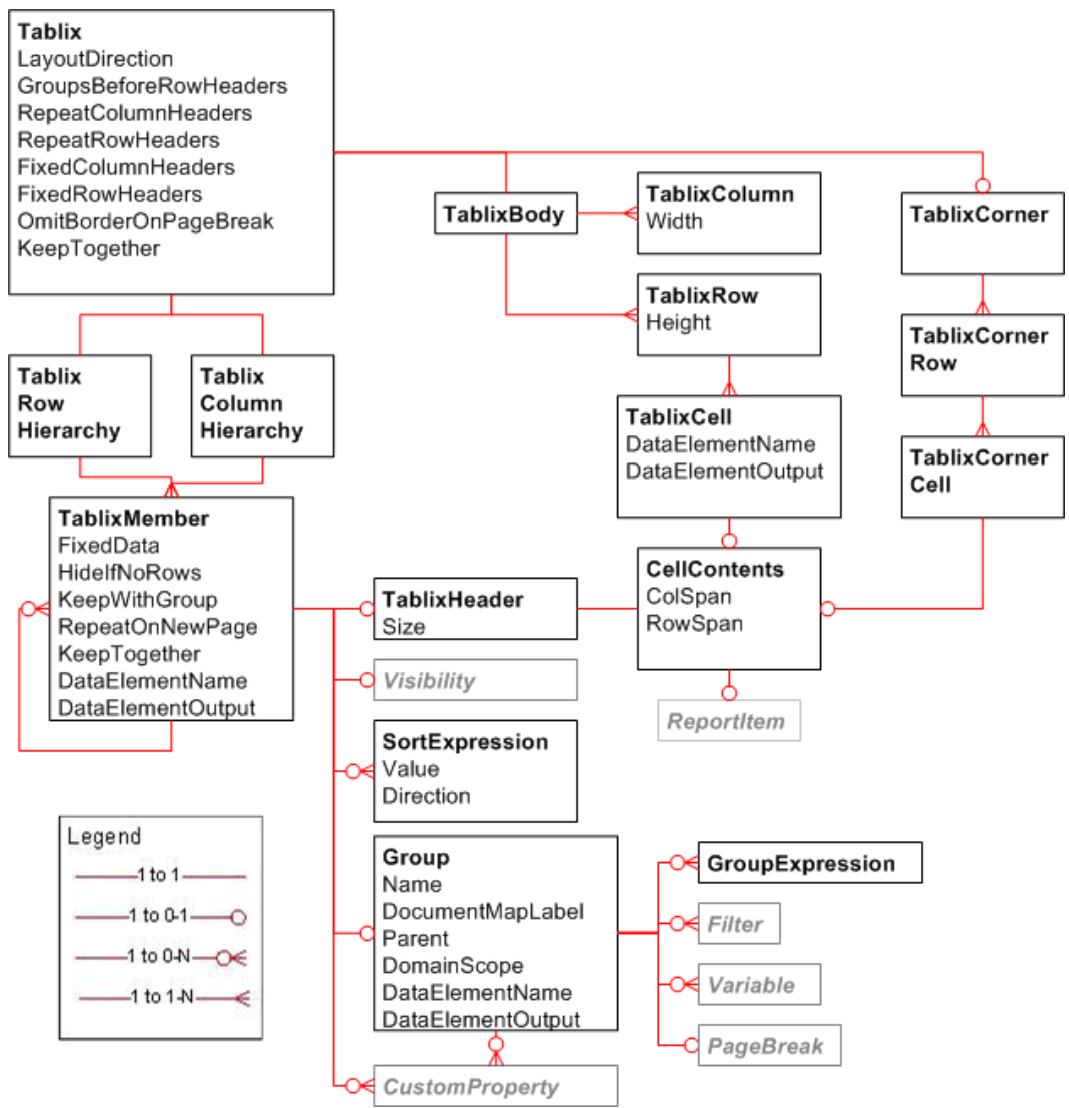 Tablix
LayoutDirection
GroupsBeforeRowHeaders
RepeatColumnHeaders
RepeatRowHeaders
FixedColumnHeaders
FixedRowHeaders
OmitBorderOnPageBreak
KeepTogether
TablixBody
TablixColumn
Width
TablixCorner
TablixRow
Height
TablixCorner
Row
Tablix
Row
Hierarchy
Tablix
Column
Hierarchy
TablixCell
DataElementName
DataElementOutput
TablixCorner
Cell
TablixMember
FixedData
HideIfNoRows
KeepWithGroup
RepeatOnNewPage
KeepTogether
DataElementName
DataElementOutput
TablixHeader
Size
CellContents
ColSpan
RowSpan
Visibility
ReportItem
SortExpression
Value
Direction
Legend
1 to 1
1 to 0-1
1 to 0-N
1 to 1-N
Group
Name
DocumentMapLabel
Parent
DomainScope
DataElementName
DataElementOutput
GroupExpression
Filter
Variable
PageBreak
CustomProperty